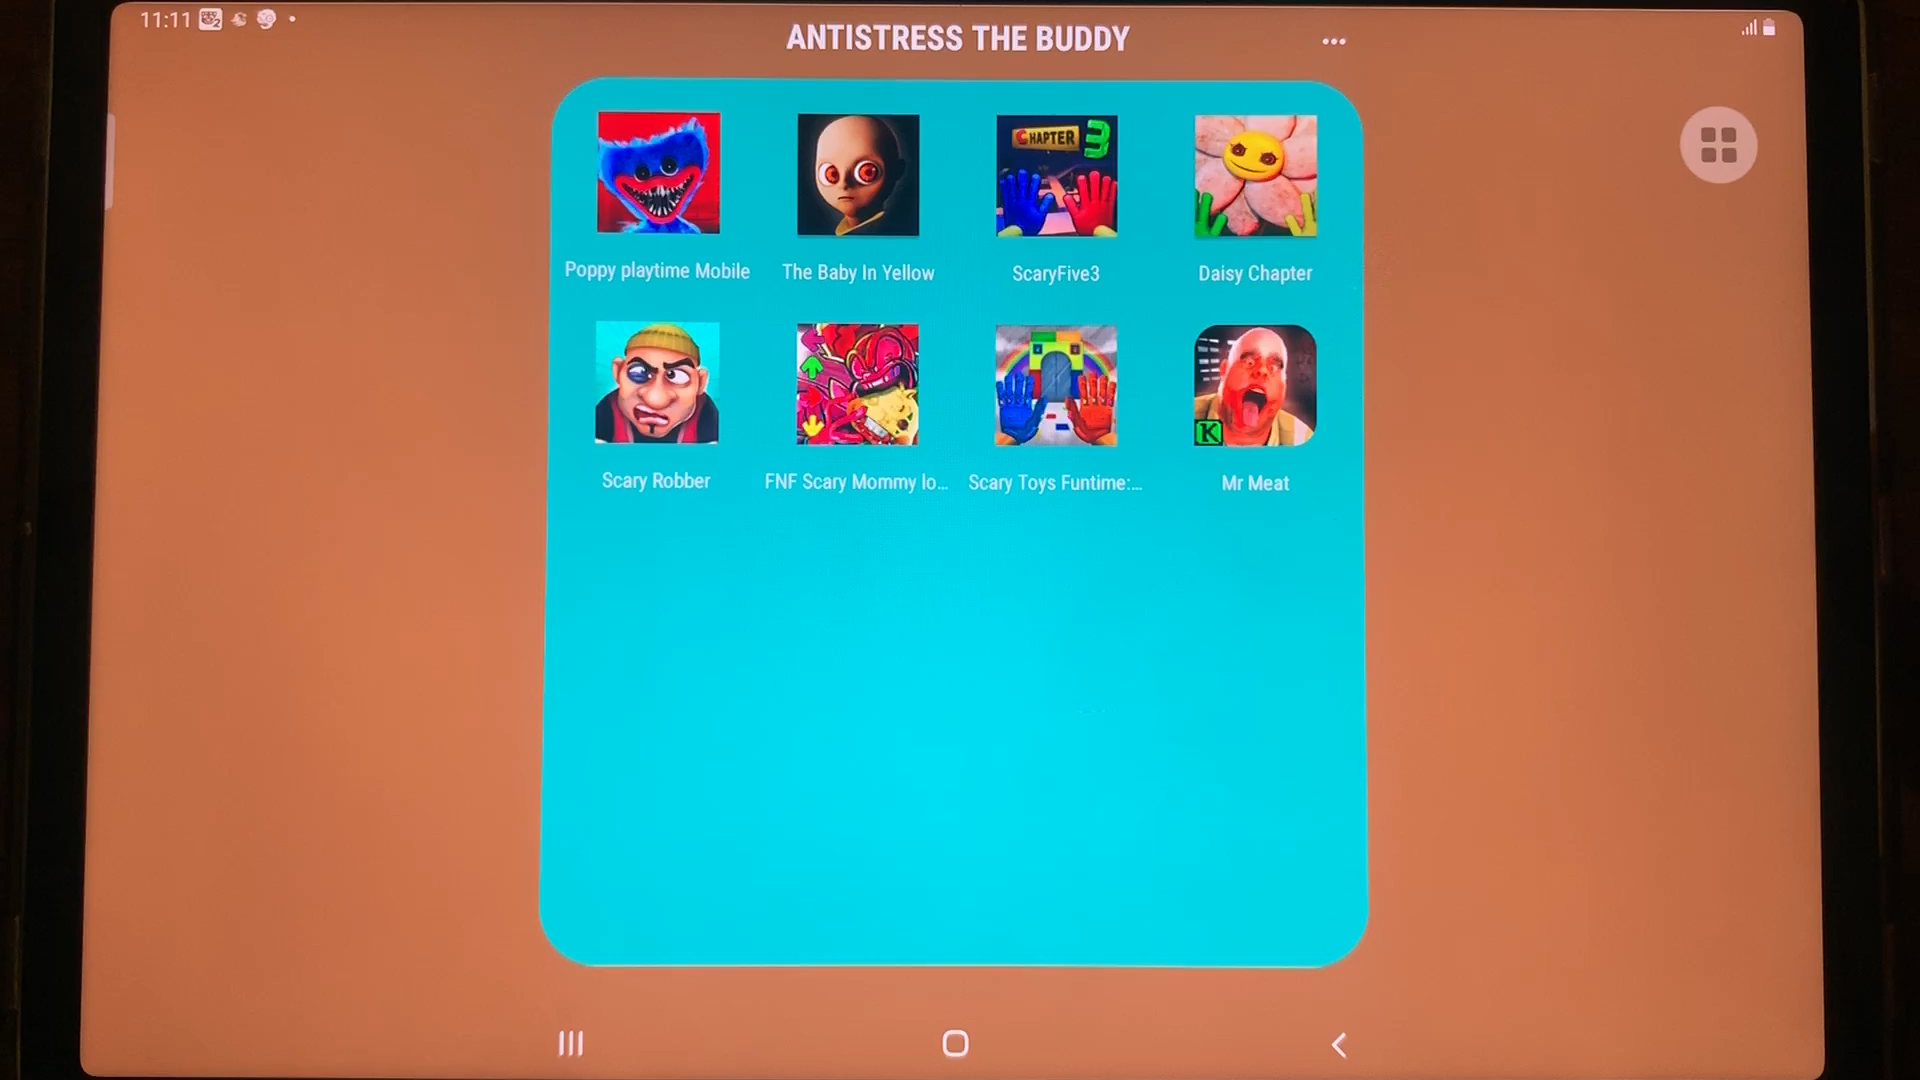 11:11
ANTISTRESS THE BUDDY
CHAPTER 3
Poppy playtime Mobile
The Baby In Yellow
ScaryFive3
Daisy Chapter
K
Scary Robber
FNF Scary Mommy lo...
Scary Toys Funtime:...
Mr Meat